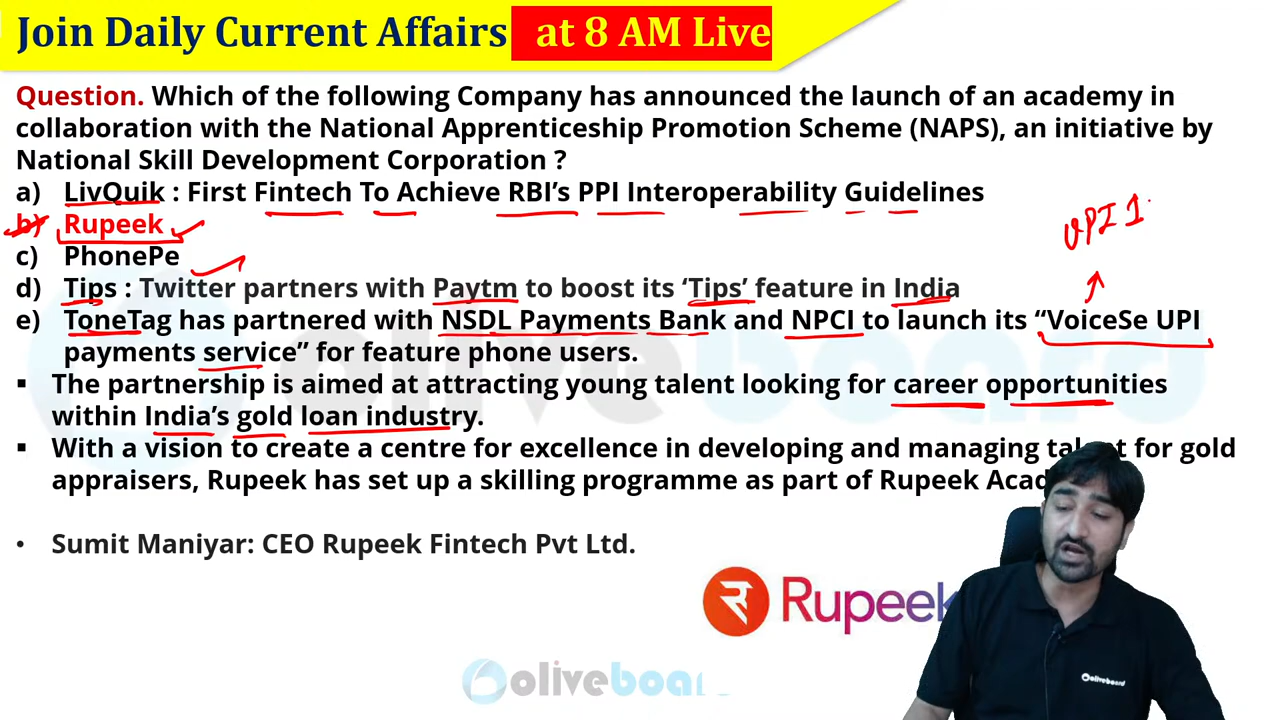 Join Daily Current Affairs at 8 AM Live
Question. Which of the following Company has announced the launch of an academy in
collaboration with the National Apprenticeship Promotion Scheme (NAPS), an initiative by
National Skill Development Corporation ?
a) LivQuik : First Fintech To Achieve RBI's PPI Interoperability Guidelines
b) Rupeek
c) PhonePe
d) Tips : Twitter partners with Paytm to boost its ‘Tips’ feature in India
UPI 1
e) ToneTag has partnered with NSDL Payments Bank and NPCI to launch its “VoiceSe UPI
payments service” for feature phone users.
▪ The partnership is aimed at attracting young talent looking for career opportunities
within India's gold loan industry.
▪ With a vision to create a centre for excellence in developing and managing talent for gold
appraisers, Rupeek has set up a skilling programme as part of Rupeek
• Sumit Maniyar: CEO Rupeek Fintech Pvt Ltd.
Rupeek
oliveboard
oliveboard